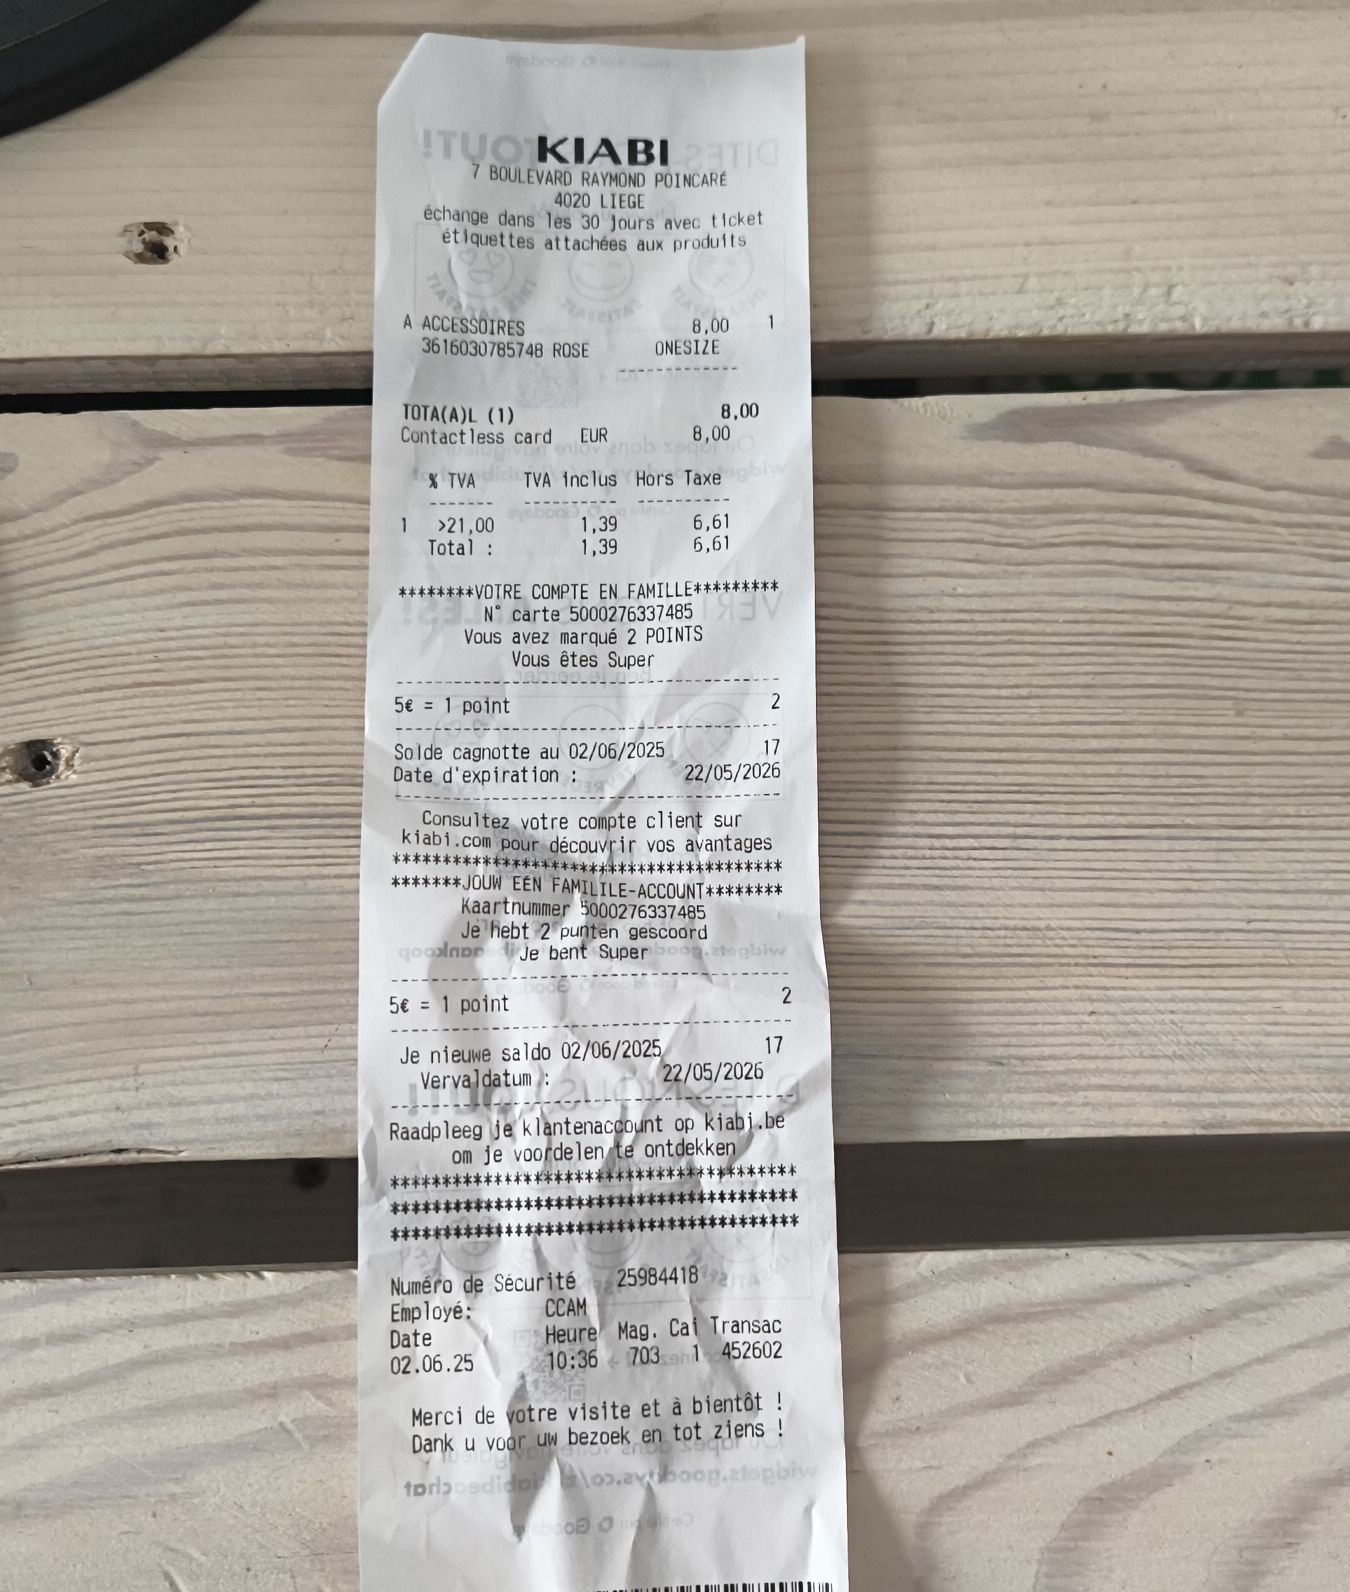 KIABI
7 BOULEVARD RAYMOND POINCARÉ
4020 LIEGE
échange dans les 30 jours avec ticket
étiquettes attachées aux produits
A ACCESSOIRES 8,00 1
3616030785748 ROSE ONESIZE
------------
TOTA(A)L (1) 8,00
Contactless card EUR 8,00
% TVA TVA inclus Hors Taxe
------- ---------- ----------
1 >21,00 1,39 6,61
Total : 1,39 6,61
********VOTRE COMPTE EN FAMILLE*********
N° carte 5000276337485
Vous avez marqué 2 POINTS
Vous êtes Super
----------------------------------------
5€ = 1 point 2
----------------------------------------
Solde cagnotte au 02/06/2025 17
Date d'expiration : 22/05/2026
----------------------------------------
Consultez votre compte client sur
kiabi.com pour découvrir vos avantages
****************************************
*******JOUW EEN FAMILILE-ACCOUNT********
Kaartnummer 5000276337485
Je hebt 2 punten gescoord
Je bent Super
----------------------------------------
5€ = 1 point 2
----------------------------------------
Je nieuwe saldo 02/06/2025 17
Vervaldatum : 22/05/2026
----------------------------------------
Raadpleeg je klantenaccount op kiabi.be
om je voordelen te ontdekken
****************************************
****************************************
****************************************
Numéro de Sécurité 25984418
Employé: CCAM
Date Heure Mag. Cai Transac
02.06.25 10:36 703 1 452602
Merci de votre visite et à bientôt !
Dank u voor uw bezoek en tot ziens !